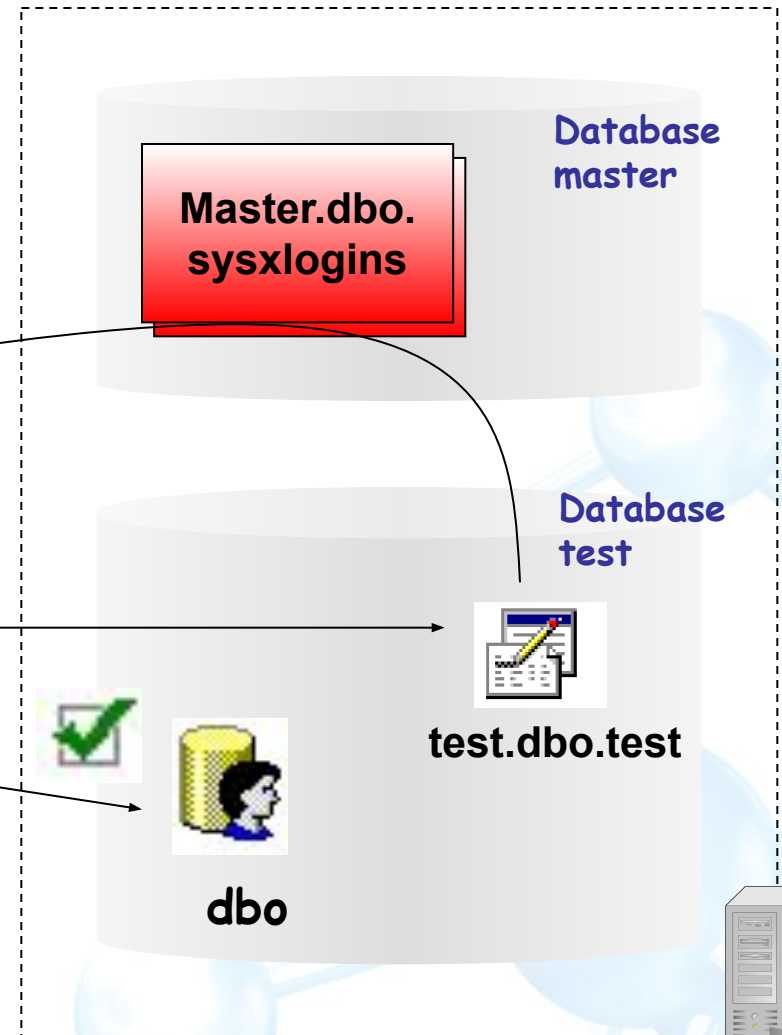 Database
master
Master.dbo.
sysxlogins
Database
test
test.dbo.test
dbo